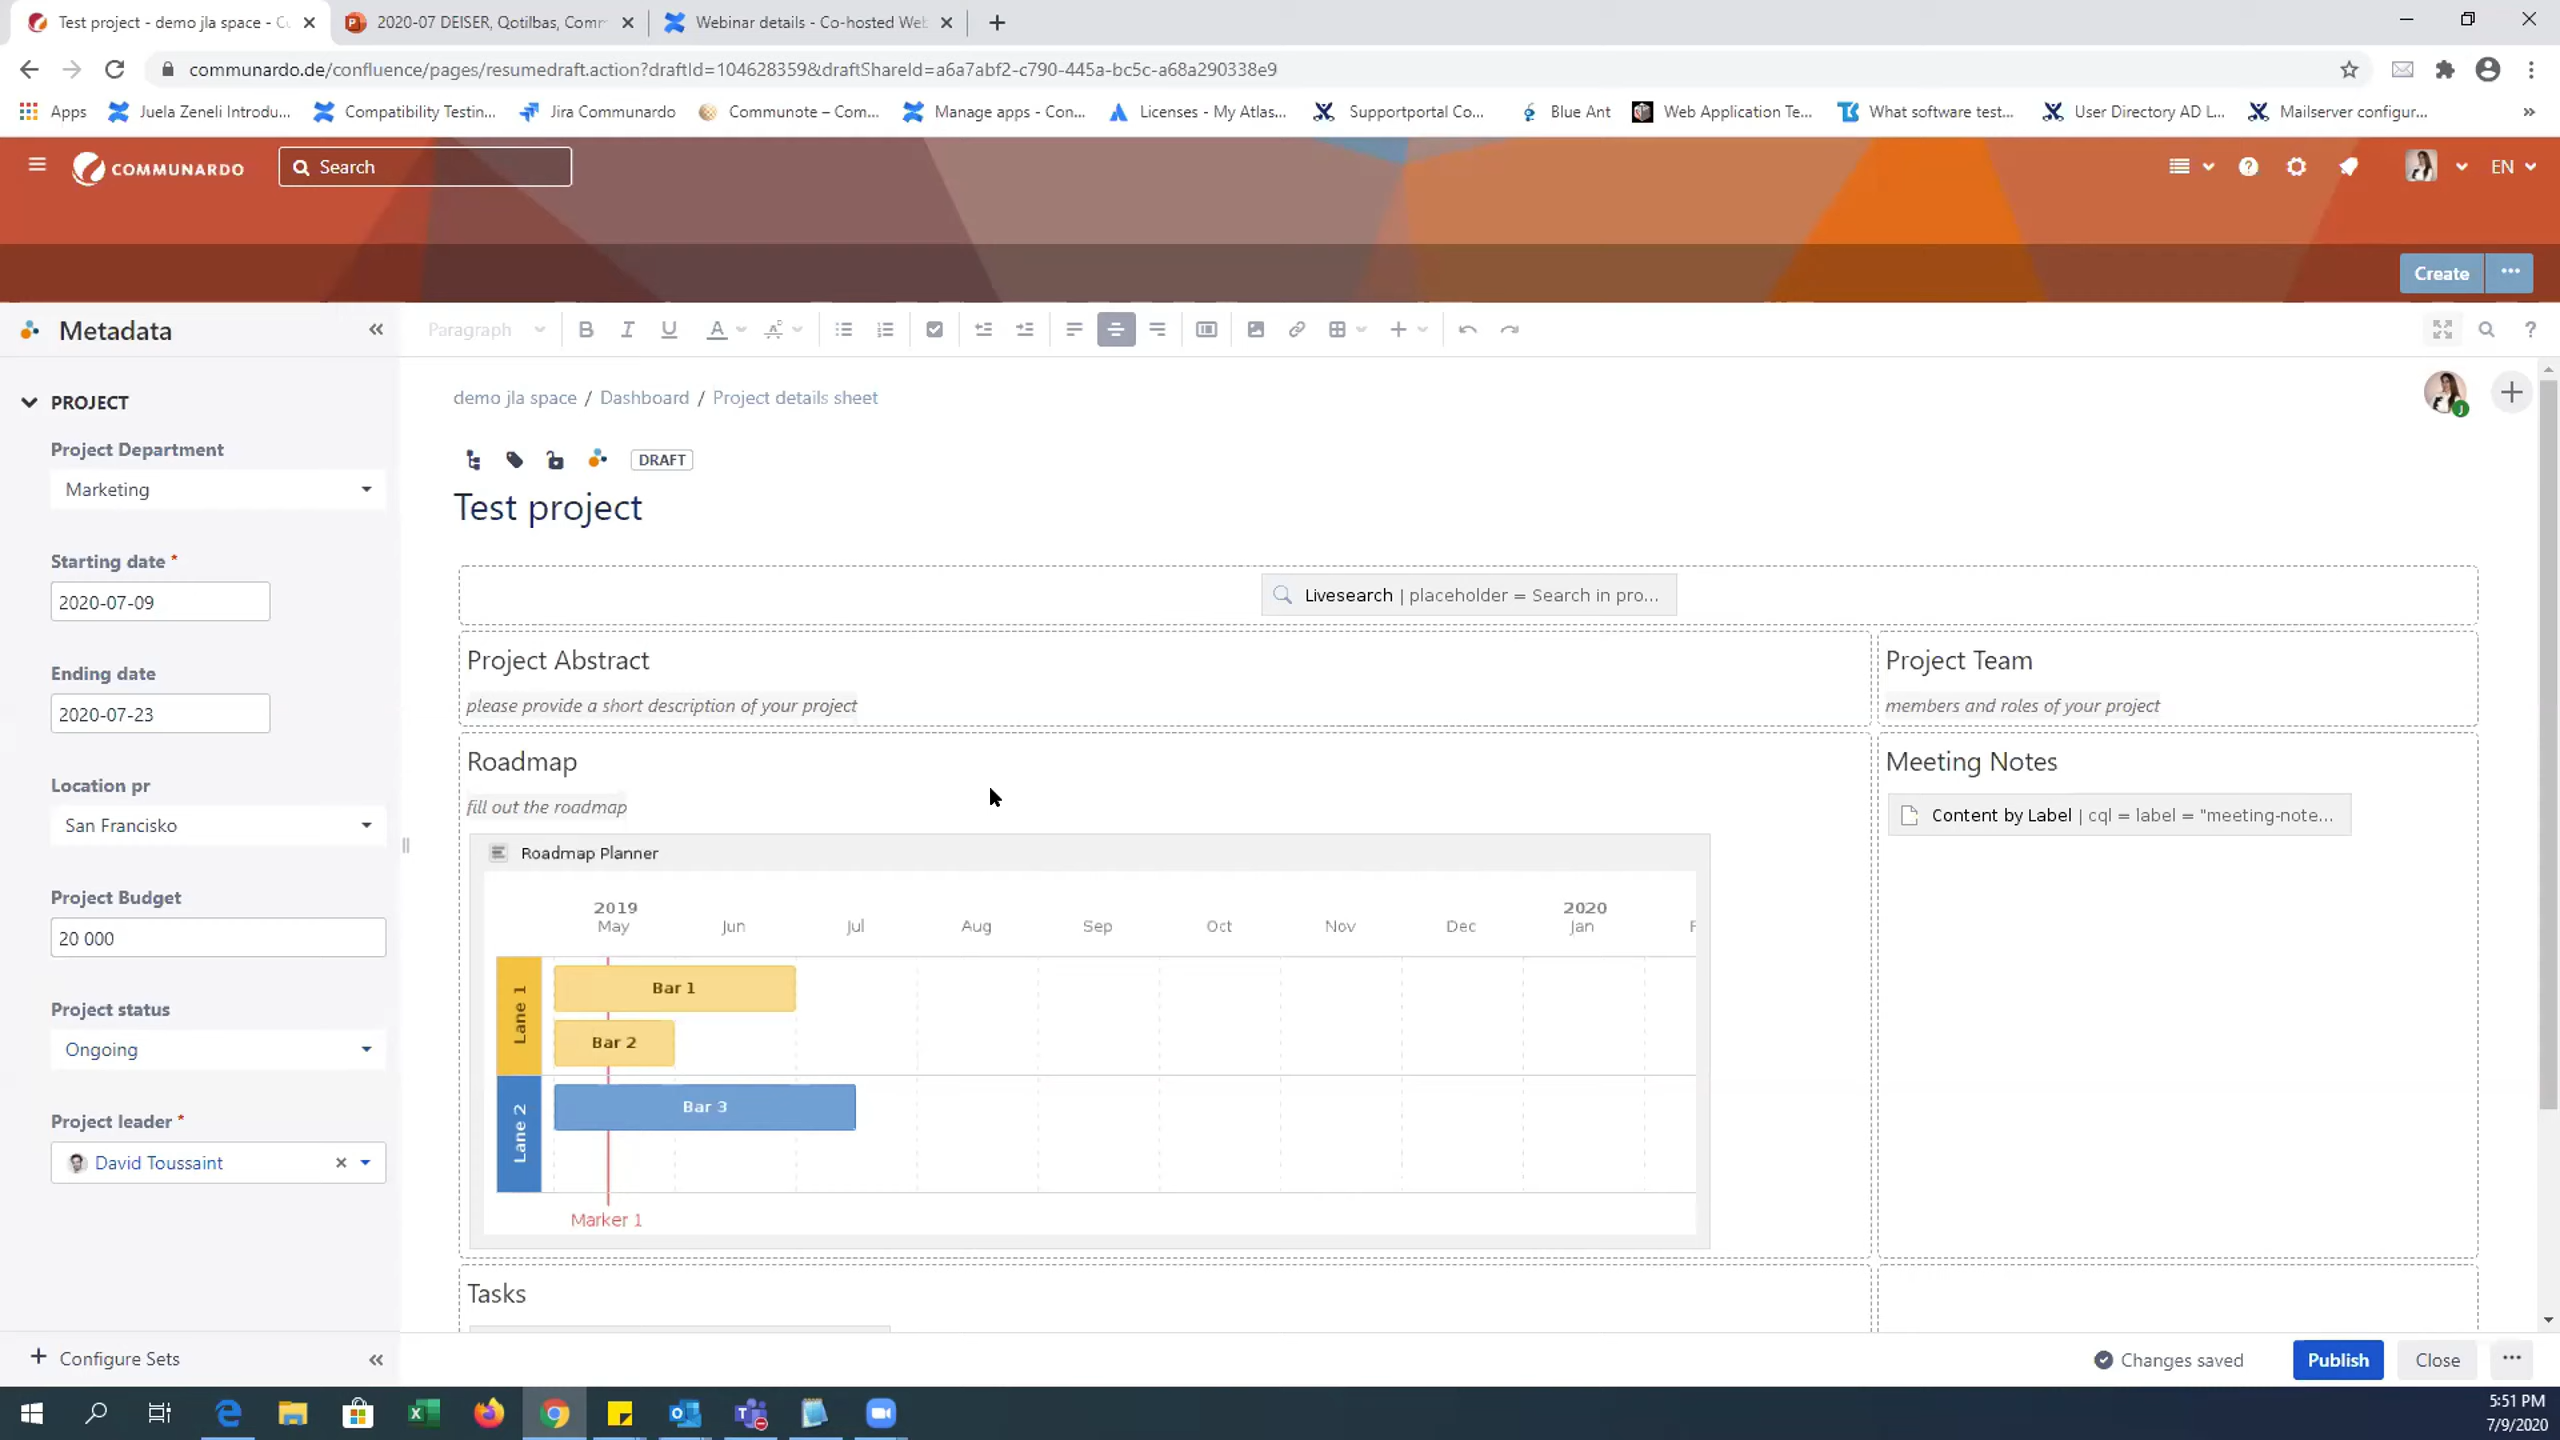 Test project - demo jla space - Co
2020-07 DEISER, Qotilbas, Comm
Webinar details - Co-hosted Web
communardo.de/confluence/pages/resumedraft.action?draftId=104628359&draftShareId=a6a7abf2-c790-445a-bc5c-a68a290338e9
Apps
Juela Zeneli Introdu...
Compatibility Testin...
Jira Communardo
Communote – Com...
Manage apps - Con...
Licenses - My Atlas...
Supportportal Co...
Blue Ant
Web Application Te...
What software test...
User Directory AD L...
Mailserver configur...
COMMUNARDO
Search
EN
Create
Metadata
Paragraph
PROJECT
Project Department
Marketing
Starting date *
2020-07-09
Ending date
2020-07-23
Location pr
San Francisko
Project Budget
20 000
Project status
Ongoing
Project leader *
David Toussaint
Configure Sets
demo jla space / Dashboard / Project details sheet
DRAFT
Test project
Livesearch | placeholder = Search in pro...
Project Abstract
please provide a short description of your project
Project Team
members and roles of your project
Roadmap
fill out the roadmap
Meeting Notes
Content by Label | cql = label = "meeting-note...
Roadmap Planner
2019
2020
May Jun Jul Aug Sep Oct Nov Dec Jan F
Lane 1
Bar 1
Bar 2
Lane 2
Bar 3
Marker 1
Tasks
Changes saved
Publish
Close
5:51 PM
7/9/2020